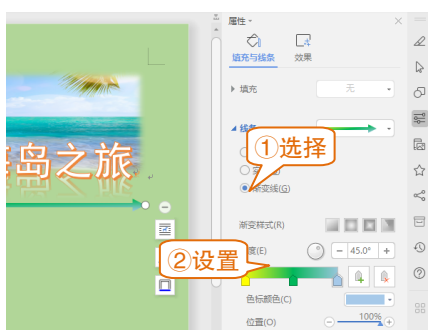 属性
填充与线条 效果
填充
无
线条
①选择
渐变线(G)
岛之旅
渐变样式(R)
度(E)
- 45.0° +
②设置
色标颜色(C)
位置(O)
- 100% +